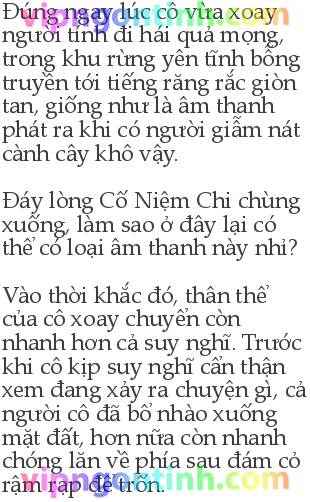 Đúng ngay lúc cô vừa xoay
người tính đi hái quả mọng,
trong khu rừng yên tĩnh bỗng
truyền tới tiếng răng rắc giòn
tan, giống như là âm thanh
phát ra khi có người giẫm nát
cành cây khô vậy.
Đáy lòng Cố Niệm Chi chùng
xuống, làm sao ở đây lại có
thể có loại âm thanh này nhỉ?
Vào thời khắc đó, thân thể
của cô xoay chuyển còn
nhanh hơn cả suy nghĩ. Trước
khi cô kịp suy nghĩ cẩn thận
xem đang xảy ra chuyện gì, cả
người cô đã bổ nhào xuống
mặt đất, hơn nữa còn nhanh
chóng lăn về phía sau đám cỏ
rậm rạp để trốn.
vipngontinh.com
vipngontinh.com